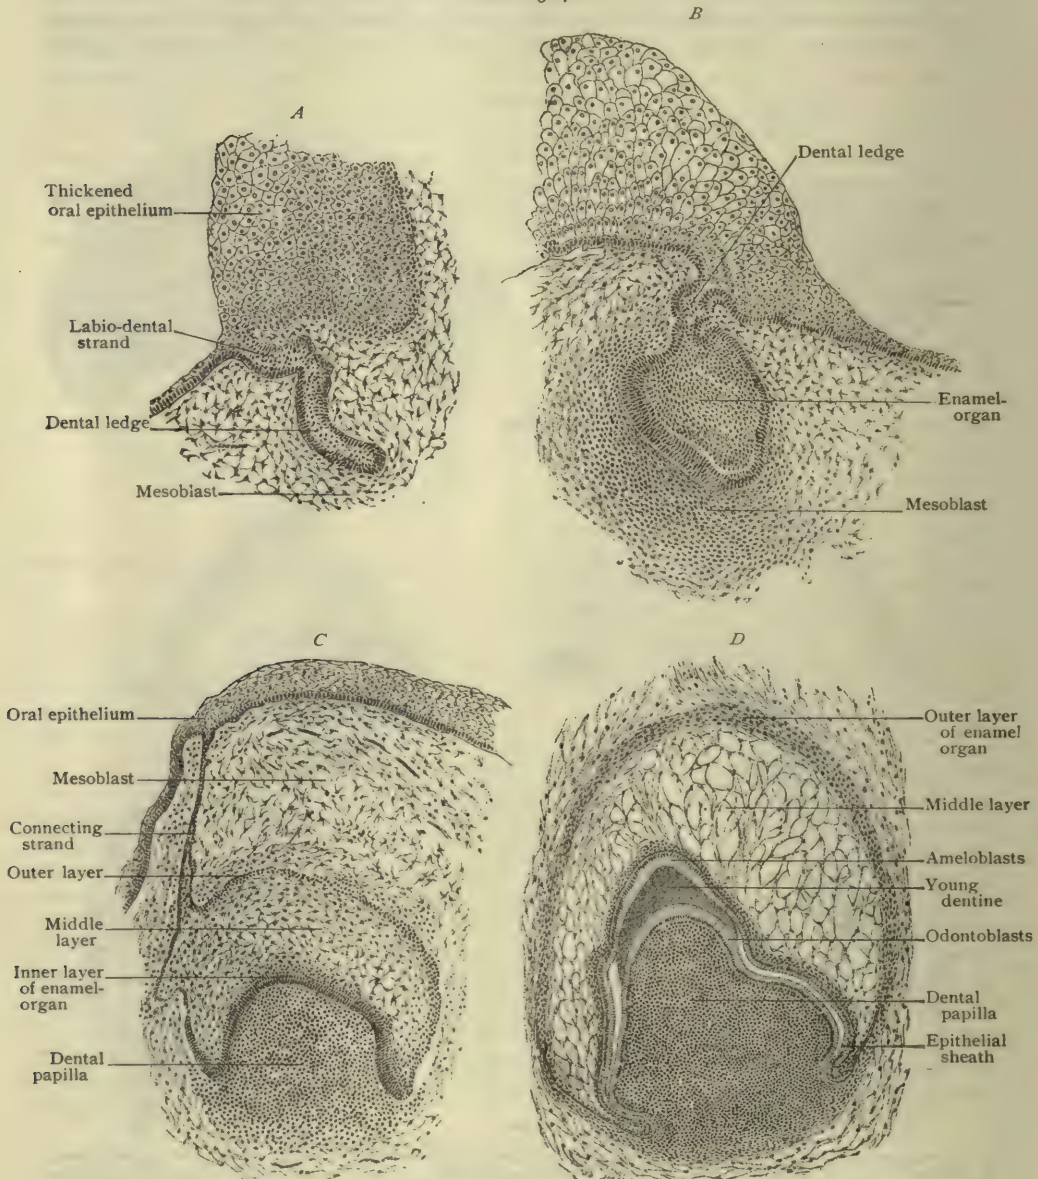 B
A
Dental ledge
Thickened
oral epithelium
Labio-dental
strand
Dental ledge
Mesoblast
Enamel-
organ
Mesoblast
C
D
Oral epithelium
Mesoblast
Connecting
strand
Outer layer
Middle
layer
Inner layer
of enamel-
organ
Dental
papilla
Outer layer
of enamel
organ
Middle layer
Ameloblasts
Young
dentine
Odontoblasts
Dental
papilla
Epithelial
sheath